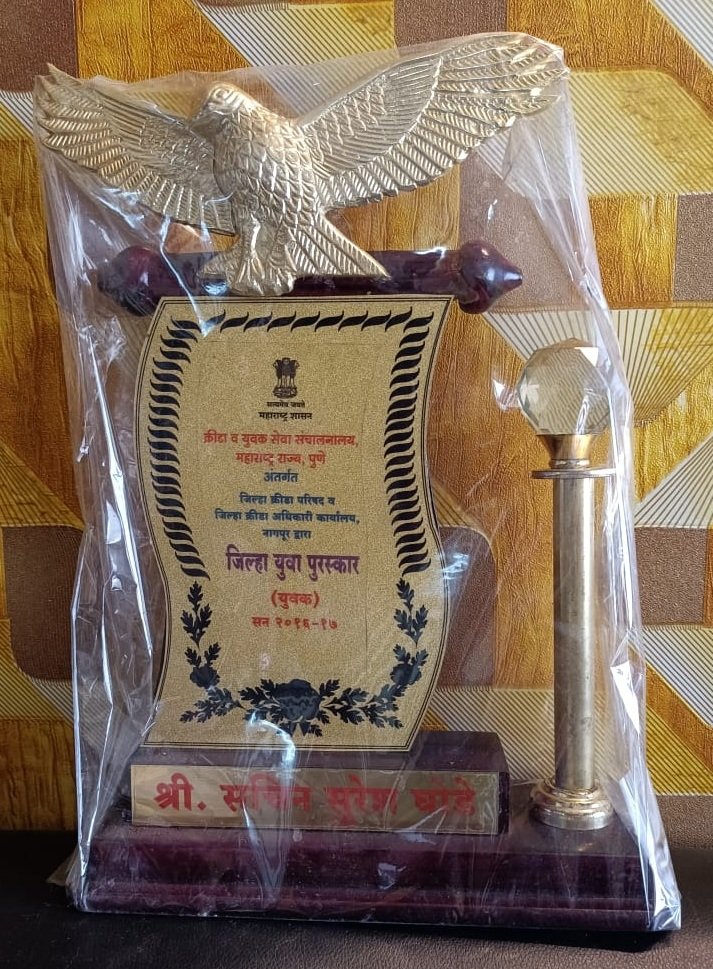 सत्यमेव जयते
महाराष्ट्र शासन
क्रीडा व युवक सेवा संचालनालय,
महाराष्ट्र राज्य, पुणे
अंतर्गत
जिल्हा क्रीडा परिषद व
जिल्हा क्रीडा अधिकारी कार्यालय,
नागपूर द्वारा
जिल्हा युवा पुरस्कार
(युवक)
सन २०१६-१७
श्री. सचिन सुरेश घोडे